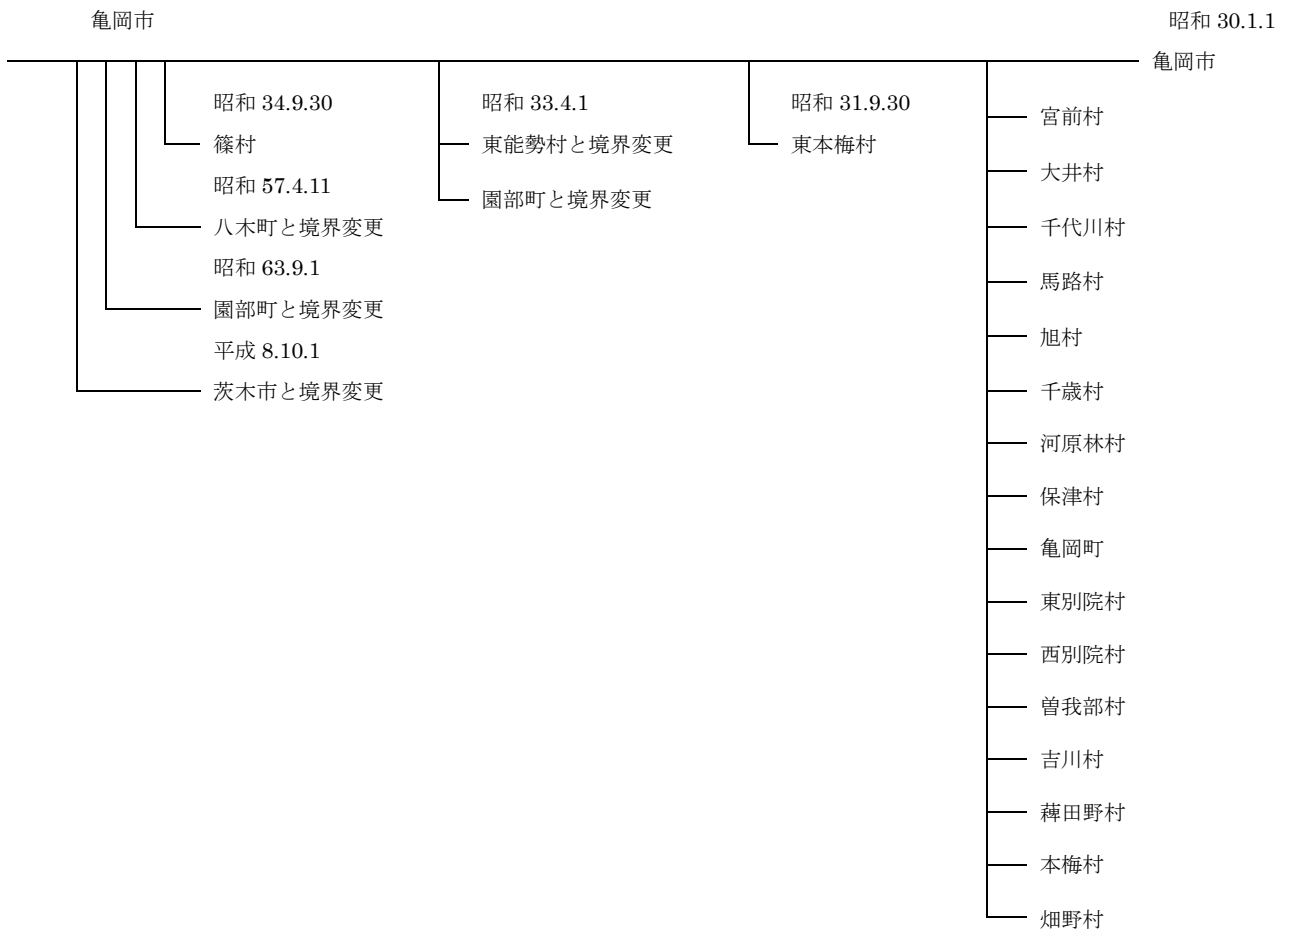 亀岡市
昭和 30.1.1
亀岡市
昭和 34.9.30
篠村
昭和 57.4.11
八木町と境界変更
昭和 63.9.1
園部町と境界変更
平成 8.10.1
茨木市と境界変更
昭和 33.4.1
東能勢村と境界変更
園部町と境界変更
昭和 31.9.30
東本梅村
宮前村
大井村
千代川村
馬路村
旭村
千歳村
河原林村
保津村
亀岡町
東別院村
西別院村
曽我部村
吉川村
薭田野村
本梅村
畑野村